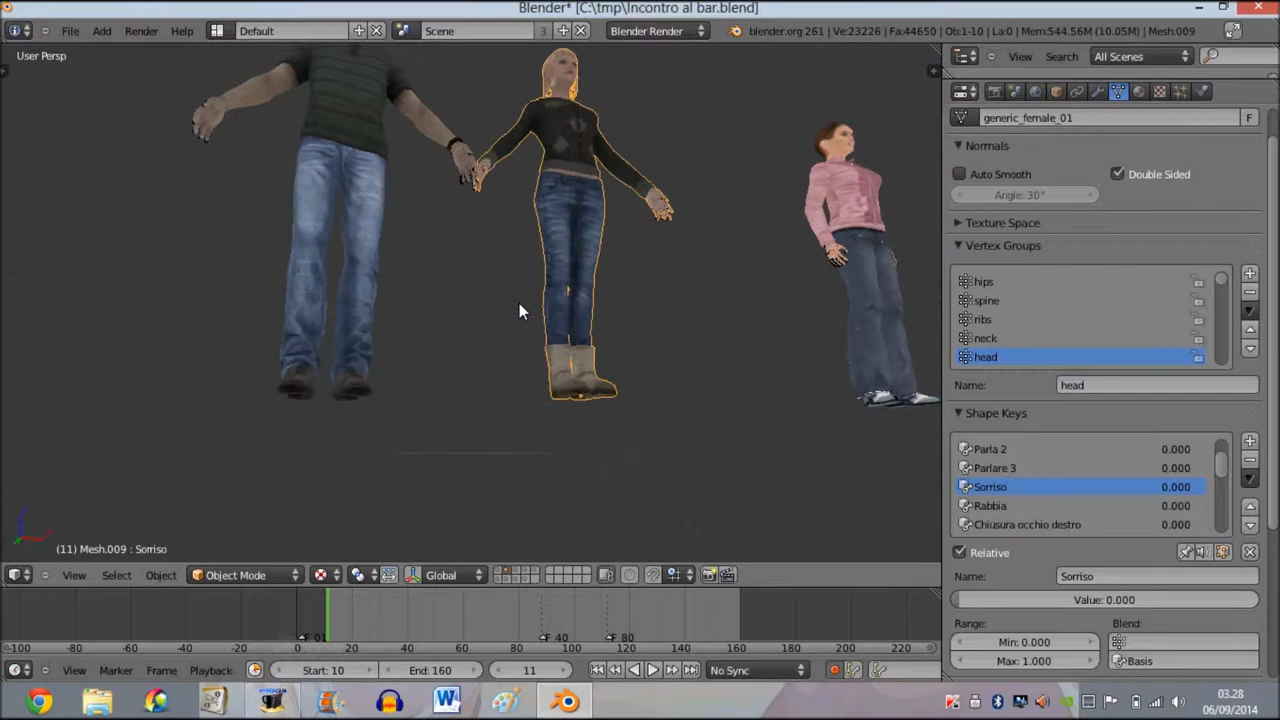 Blender* [C:\tmp\Incontro al bar.blend]
File Add Render Help Default Scene 3 Blender Render blender.org 261 | Ve:23226 | Fa:44650 | Ob:1-10 | La:0 | Mem:544.56M (10.05M) | Mesh.009
View Search All Scenes
User Persp
generic_female_01 F
Normals
Auto Smooth Double Sided
Angle: 30°
Texture Space
Vertex Groups
hips
spine
ribs
neck
head
Name: head
Shape Keys
Parla 2 0.000
Parlare 3 0.000
Sorriso 0.000
Rabbia 0.000
Chiusura occhio destro 0.000
Relative
Name: Sorriso
Value: 0.000
Range: Blend:
Min: 0.000
Max: 1.000 Basis
(11) Mesh.009 : Sorriso
View Select Object Object Mode Global
F_01 F_40 F_80
-100 -80 -60 -40 -20 0 20 40 60 80 100 120 140 160 180 200 220
View Marker Frame Playback Start: 10 End: 160 11 No Sync
03.28
06/09/2014